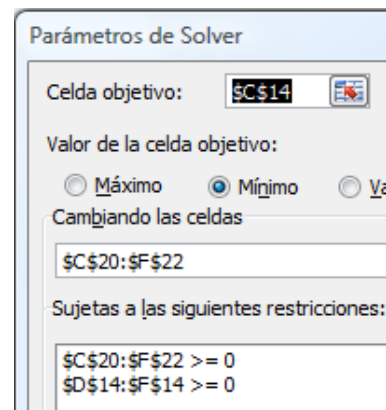 Parámetros de Solver
Celda objetivo: $C$14
Valor de la celda objetivo:
Máximo Mínimo
Cambiando las celdas
$C$20:$F$22
Sujetas a las siguientes restricciones:
$C$20:$F$22 >= 0
$D$14:$F$14 >= 0